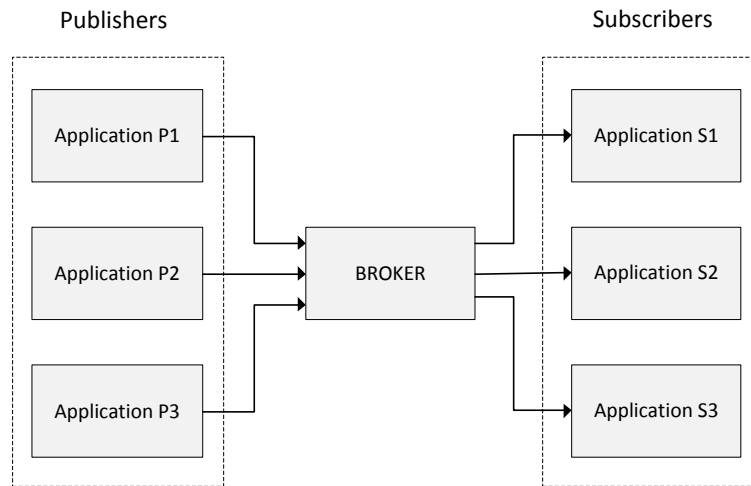 Publishers
Subscribers
Application P1
Application S1
Application P2
BROKER
Application S2
Application P3
Application S3